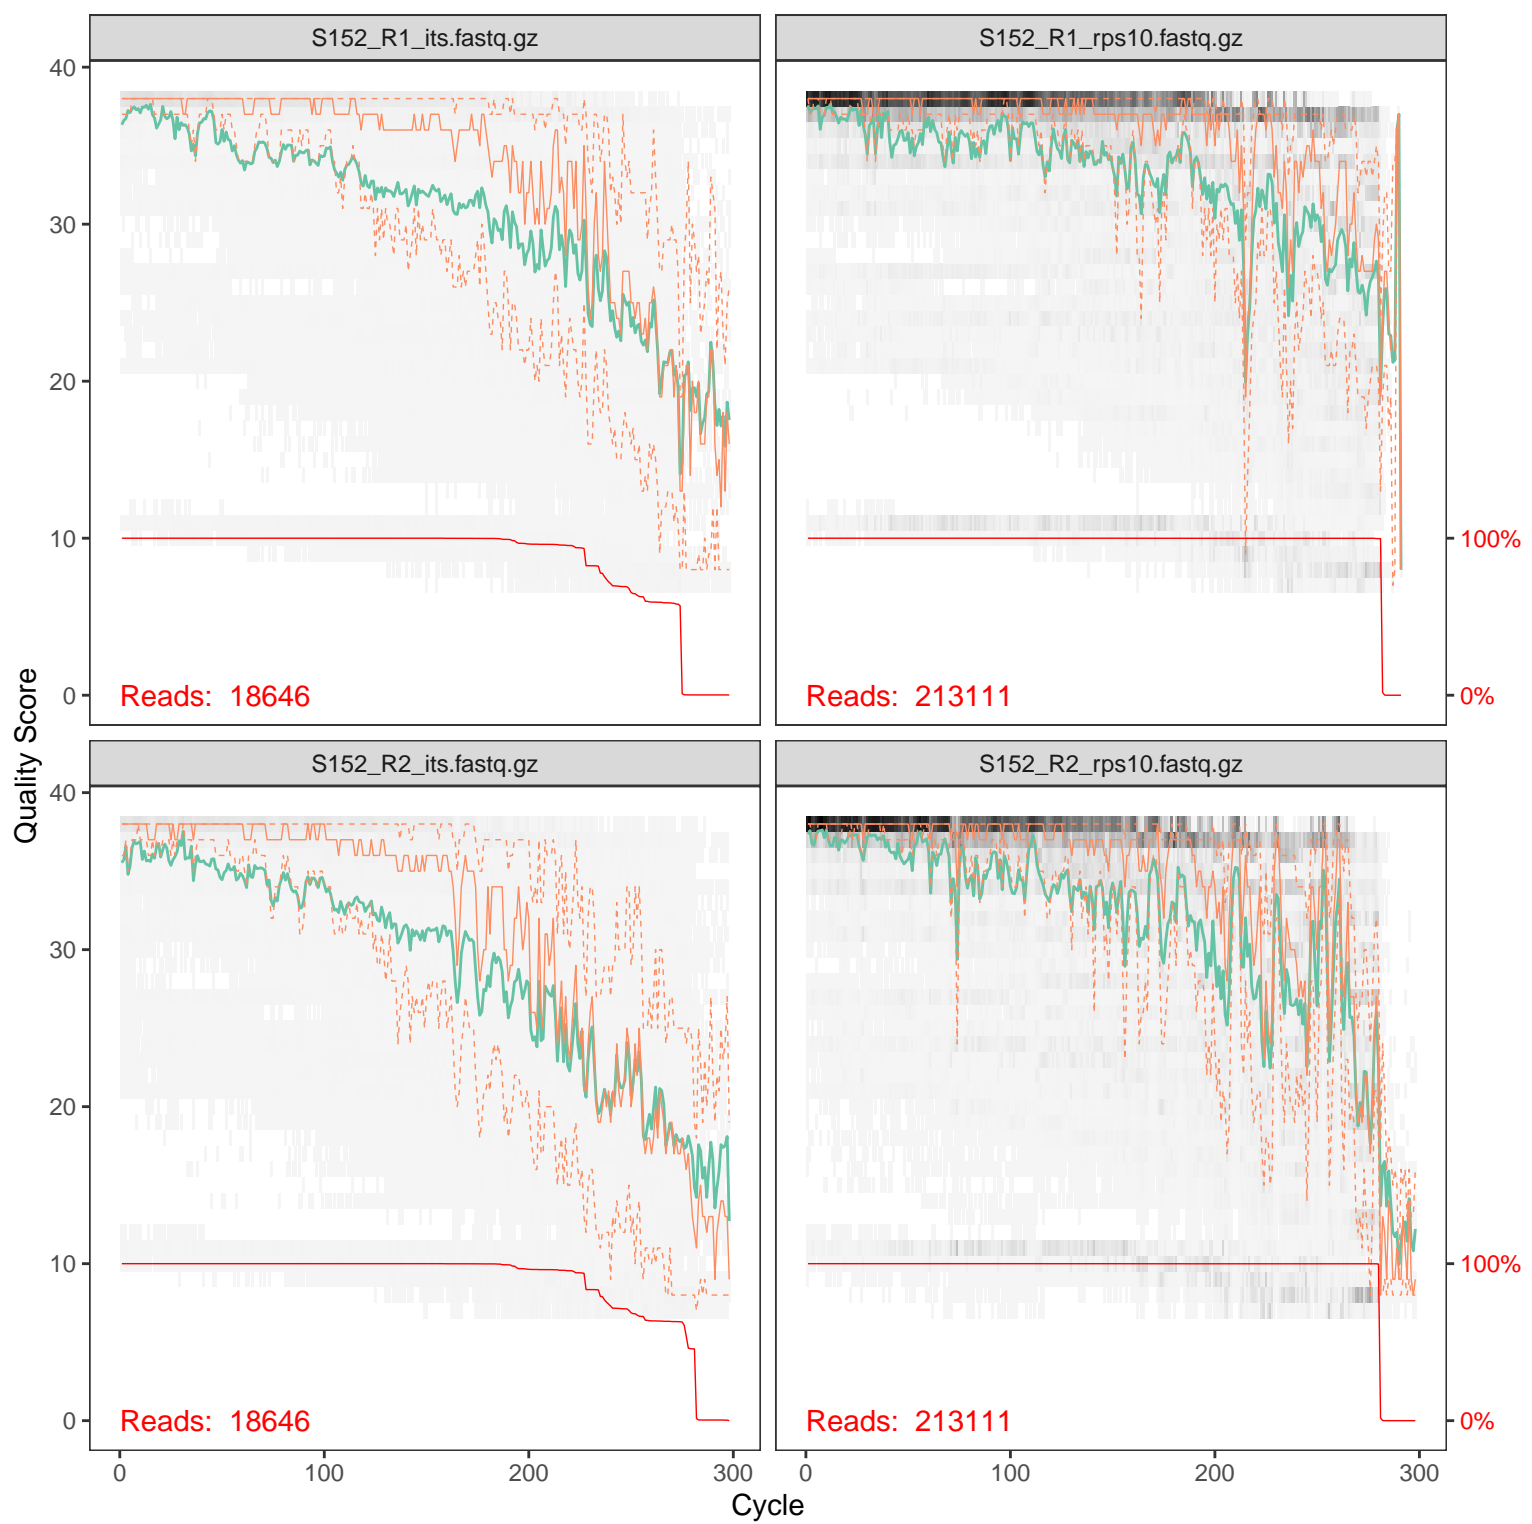 S152_R1_its.fastq.gz
S152_R1_rps10.fastq.gz
40
30
20
10
0
Reads: 18646
Reads: 213111
100%
0%
Quality Score
S152_R2_its.fastq.gz
S152_R2_rps10.fastq.gz
40
30
20
10
0
Reads: 18646
Reads: 213111
100%
0%
0 100 200 300
0 100 200 300
Cycle